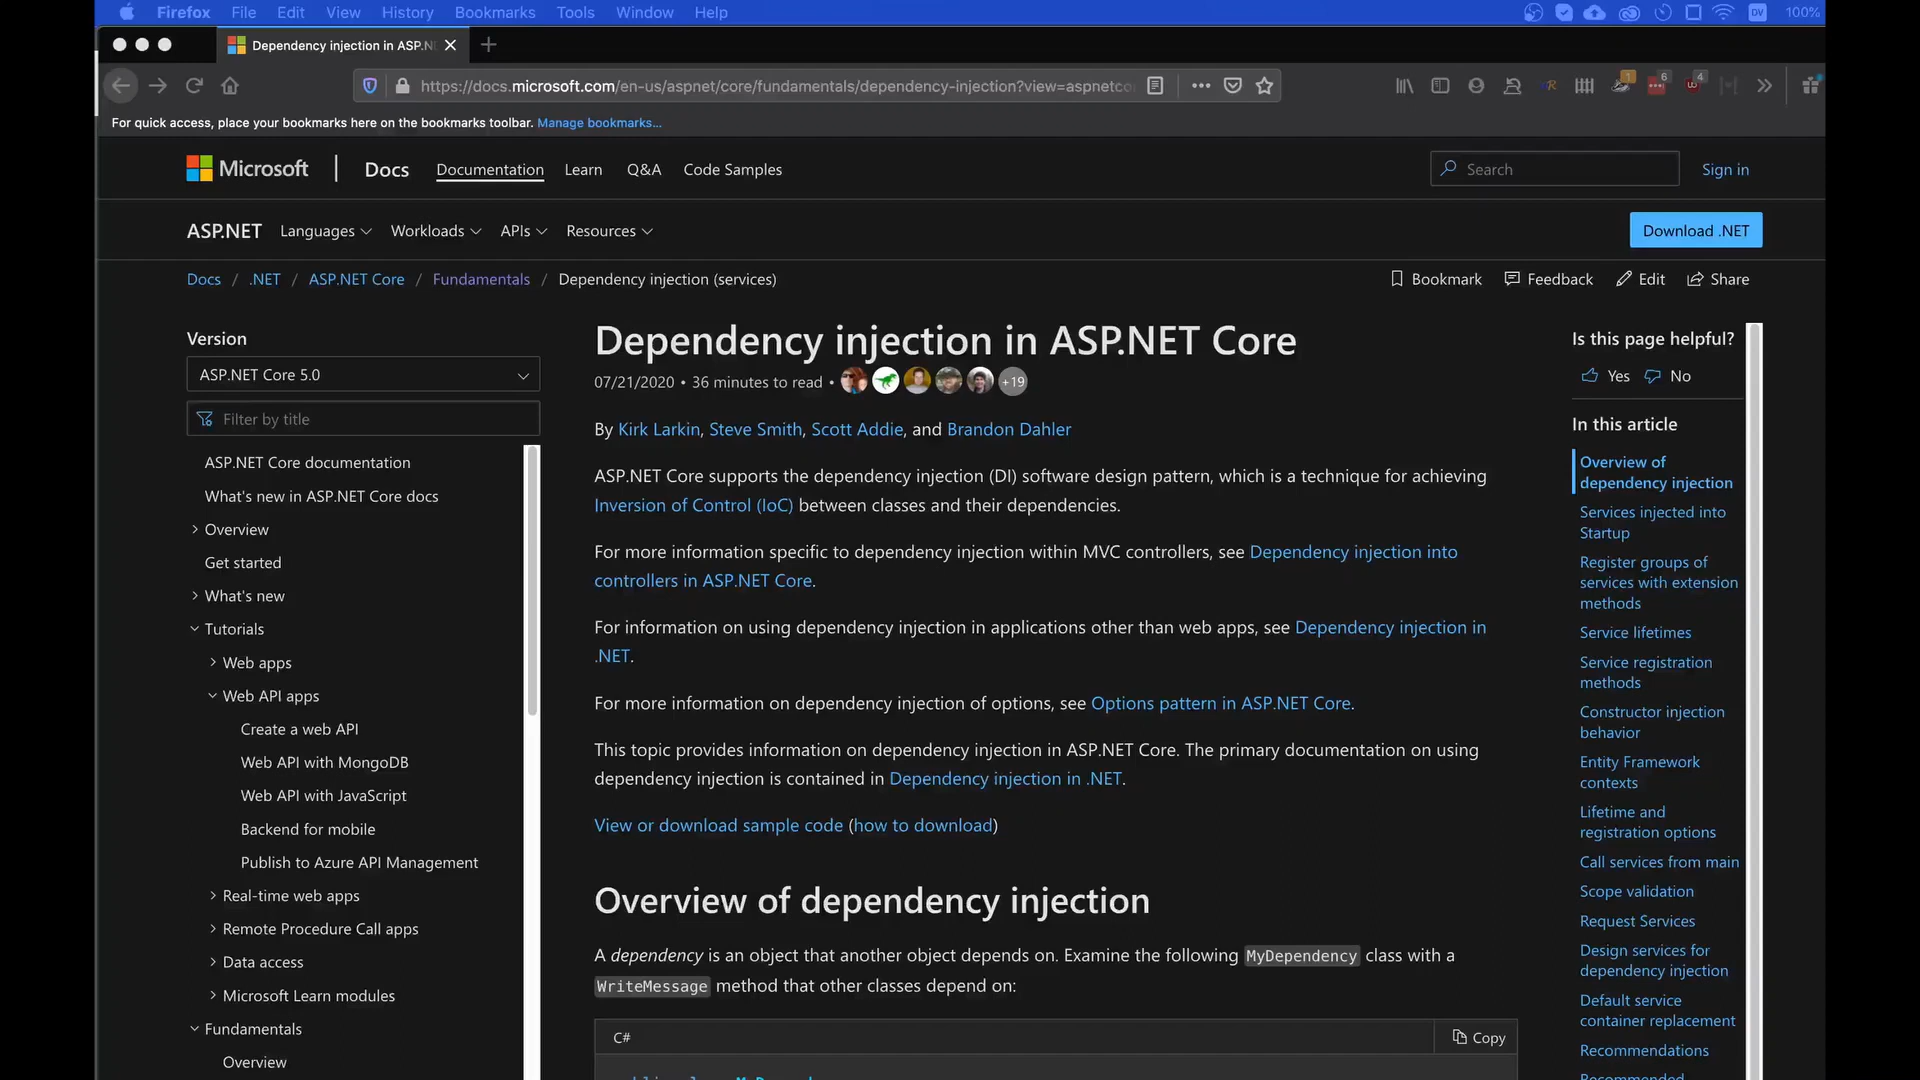 Firefox File Edit View History Bookmarks Tools Window Help DV 100%
Dependency injection in ASP.N
https://docs.microsoft.com/en-us/aspnet/core/fundamentals/dependency-injection?view=aspnetco
1 6 4
For quick access, place your bookmarks here on the bookmarks toolbar. Manage bookmarks...
Microsoft Docs Documentation Learn Q&A Code Samples Search Sign in
ASP.NET Languages Workloads APIs Resources Download .NET
Docs / .NET / ASP.NET Core / Fundamentals / Dependency injection (services) Bookmark Feedback Edit Share
Version
ASP.NET Core 5.0
Filter by title
ASP.NET Core documentation
What's new in ASP.NET Core docs
Overview
Get started
What's new
Tutorials
Web apps
Web API apps
Create a web API
Web API with MongoDB
Web API with JavaScript
Backend for mobile
Publish to Azure API Management
Real-time web apps
Remote Procedure Call apps
Data access
Microsoft Learn modules
Fundamentals
Overview
Dependency injection in ASP.NET Core
07/21/2020 • 36 minutes to read • +19
By Kirk Larkin, Steve Smith, Scott Addie, and Brandon Dahler
ASP.NET Core supports the dependency injection (DI) software design pattern, which is a technique for achieving
Inversion of Control (IoC) between classes and their dependencies.
For more information specific to dependency injection within MVC controllers, see Dependency injection into
controllers in ASP.NET Core.
For information on using dependency injection in applications other than web apps, see Dependency injection in
.NET.
For more information on dependency injection of options, see Options pattern in ASP.NET Core.
This topic provides information on dependency injection in ASP.NET Core. The primary documentation on using
dependency injection is contained in Dependency injection in .NET.
View or download sample code (how to download)
Overview of dependency injection
A dependency is an object that another object depends on. Examine the following MyDependency class with a
WriteMessage method that other classes depend on:
C# Copy
Is this page helpful?
Yes No
In this article
Overview of
dependency injection
Services injected into
Startup
Register groups of
services with extension
methods
Service lifetimes
Service registration
methods
Constructor injection
behavior
Entity Framework
contexts
Lifetime and
registration options
Call services from main
Scope validation
Request Services
Design services for
dependency injection
Default service
container replacement
Recommendations
Recommended